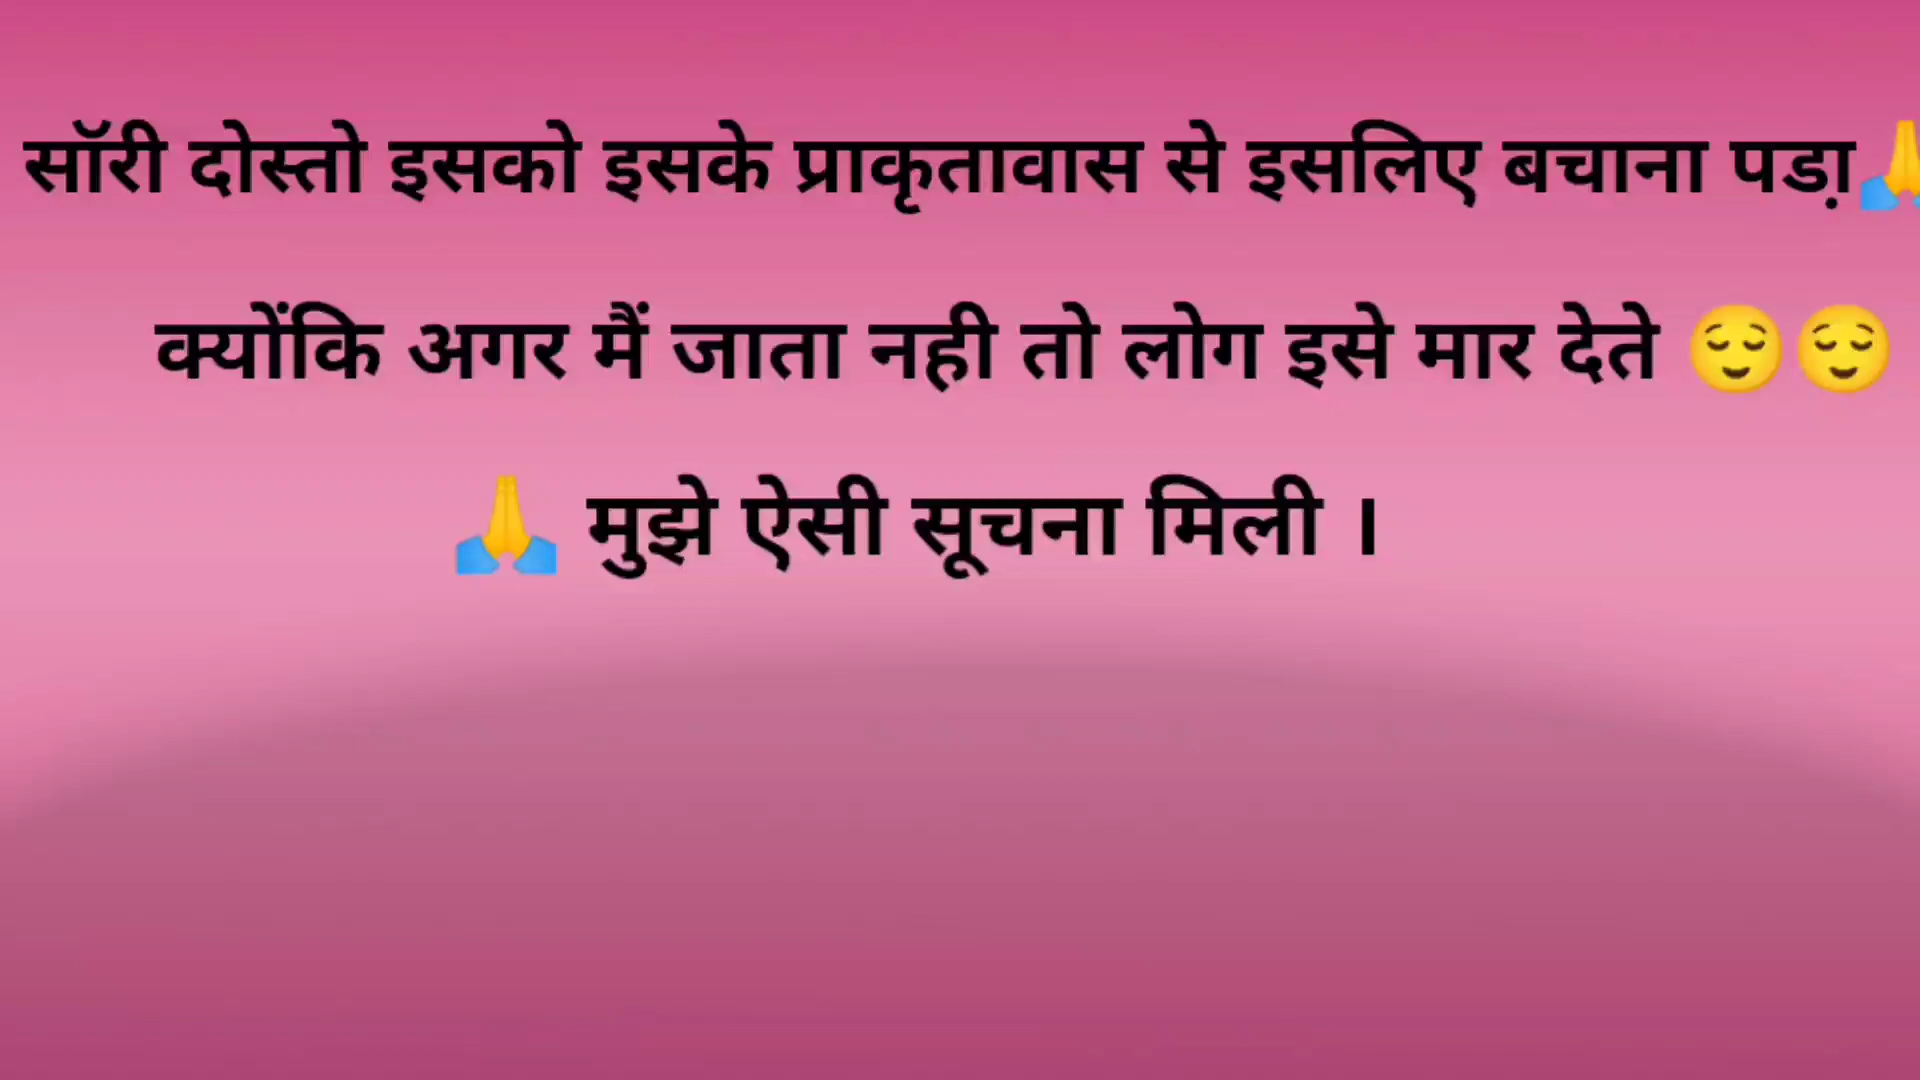 सॉरी दोस्तो इसको इसके प्राकृतावास से इसलिए बचाना पडा़🙏
क्योंकि अगर मैं जाता नही तो लोग इसे मार देते 😌😌
🙏 मुझे ऐसी सूचना मिली ।